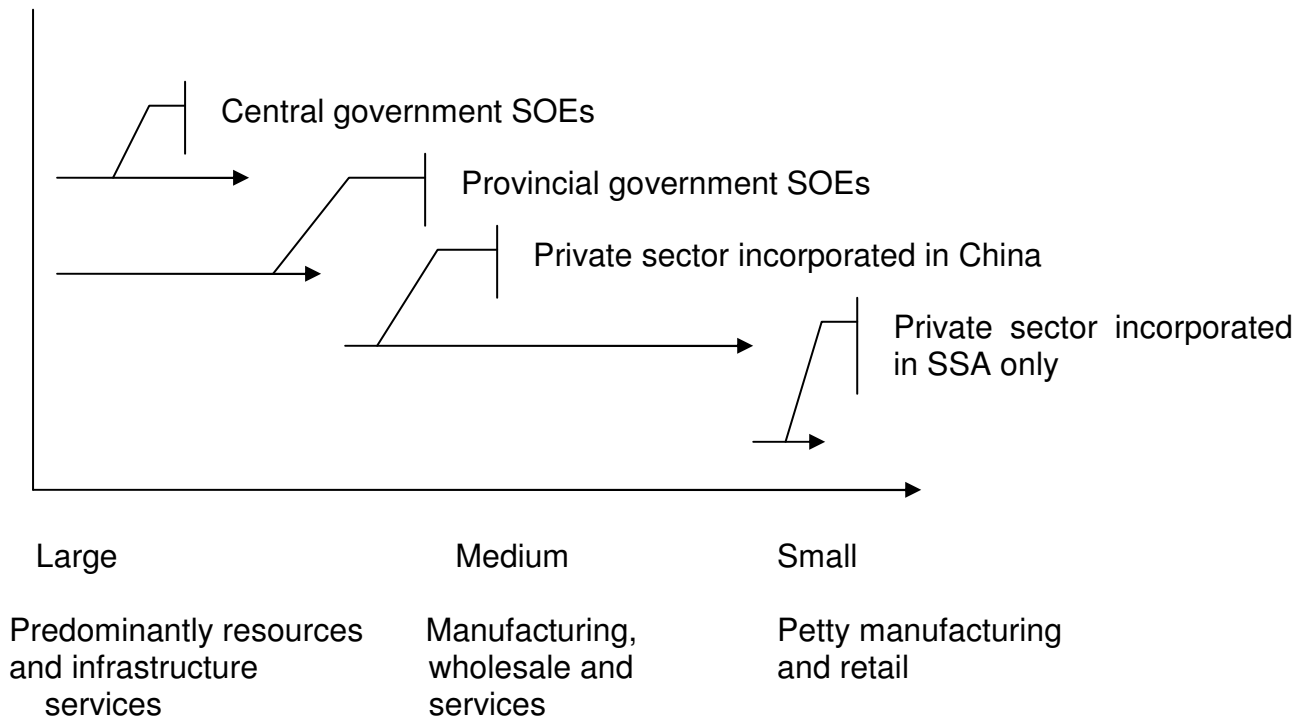 Central government SOEs
Provincial government SOEs
Private sector incorporated in China
Private sector incorporated
in SSA only
Large
Medium
Small
Predominantly resources
and infrastructure
services
Manufacturing,
wholesale and
services
Petty manufacturing
and retail